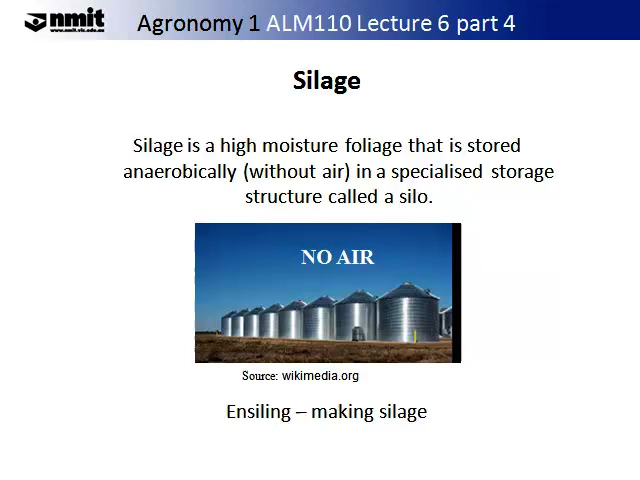 nmit
www.nmit.vic.edu.au
Agronomy 1 ALM110 Lecture 6 part 4
Silage
Silage is a high moisture foliage that is stored
anaerobically (without air) in a specialised storage
structure called a silo.
NO AIR
Source: wikimedia.org
Ensiling – making silage